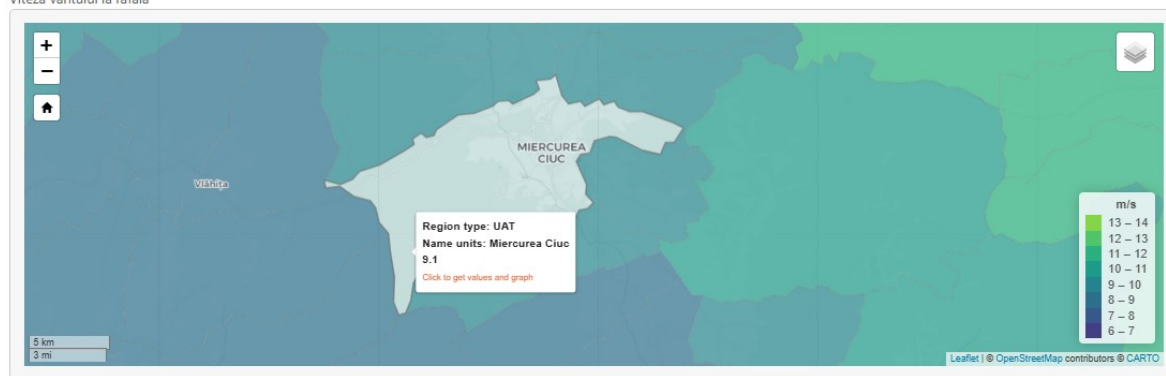 Viteza vântului la rafală
+
−
MIERCUREA
CIUC
Vlăhița
Region type: UAT
Name units: Miercurea Ciuc
9.1
Click to get values and graph
m/s
13 – 14
12 – 13
11 – 12
10 – 11
9 – 10
8 – 9
7 – 8
6 – 7
5 km
3 mi
Leaflet | © OpenStreetMap contributors © CARTO